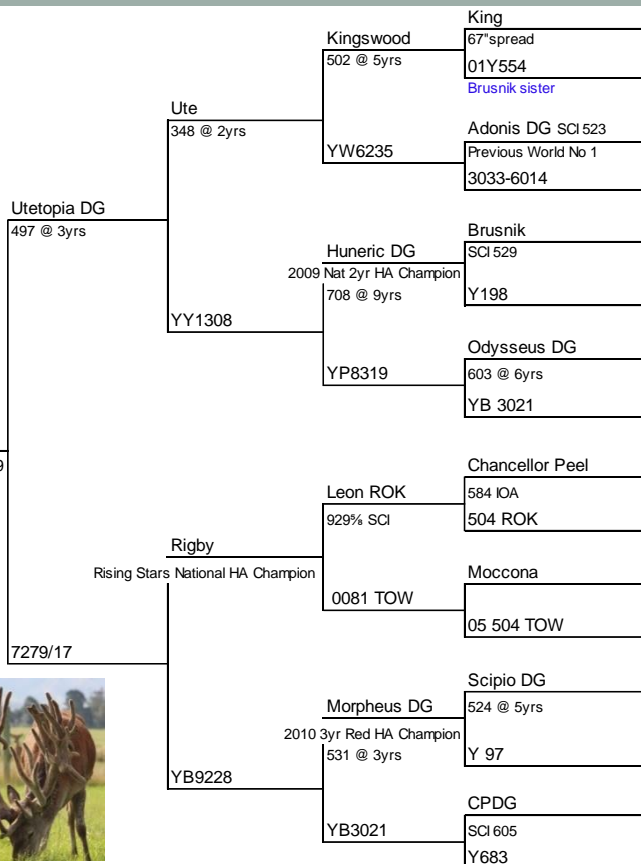 King
Kingswood
67"spread
502 @ 5yrs
01Y554
Brusnik sister
Ute
348 @ 2yrs
Adonis DG SCI 523
YW6235
Previous World No 1
3033-6014
Utetopia DG
497 @ 3yrs
Brusnik
Huneric DG
SCI 529
2009 Nat 2yr HA Champion
708 @ 9yrs
Y198
YY1308
Odysseus DG
YP8319
603 @ 6yrs
YB 3021
9
Chancellor Peel
Leon ROK
584 IOA
929⅝ SCI
504 ROK
Rigby
Rising Stars National HA Champion
Moccona
0081 TOW
05 504 TOW
7279/17
Scipio DG
Morpheus DG
524 @ 5yrs
2010 3yr Red HA Champion
531 @ 3yrs
Y 97
YB9228
CPDG
YB3021
SCI 605
Y683